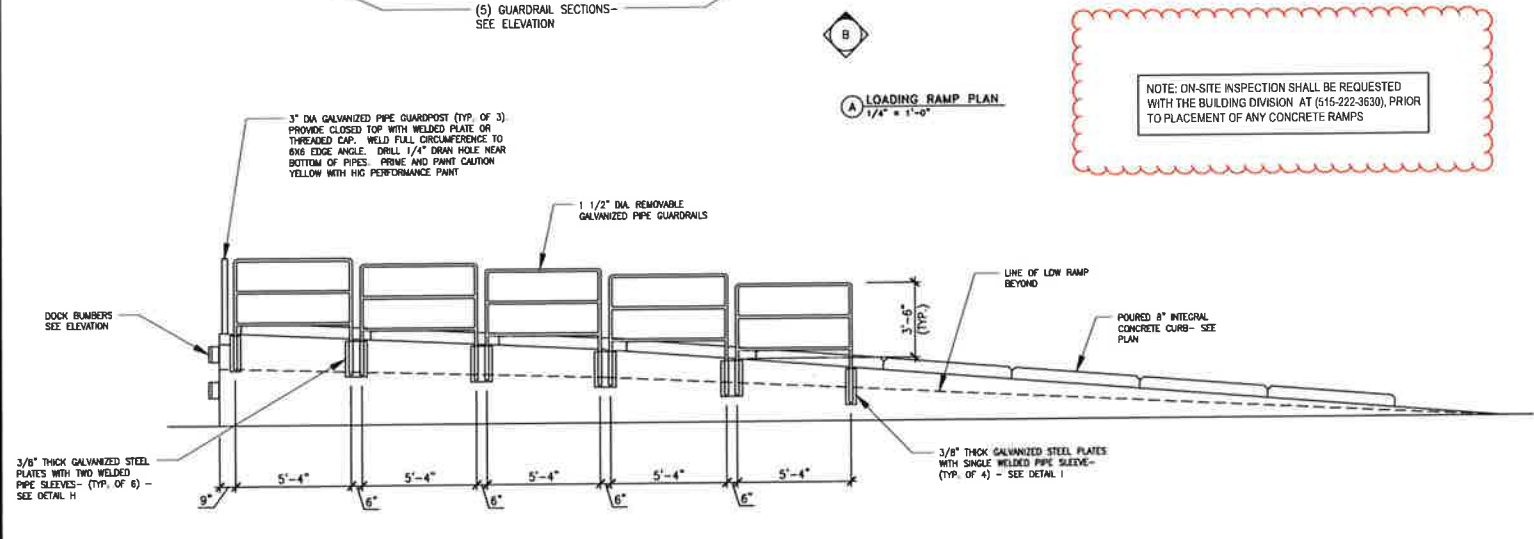 (5) GUARDRAIL SECTIONS-
SEE ELEVATION
B
A
LOADING RAMP PLAN
1/4" = 1'-0"
NOTE: ON-SITE INSPECTION SHALL BE REQUESTED
WITH THE BUILDING DIVISION AT (515-222-3630), PRIOR
TO PLACEMENT OF ANY CONCRETE RAMPS
3" DIA GALVANIZED PIPE GUARDPOST (TYP. OF 3).
PROVIDE CLOSED TOP WITH WELDED PLATE OR
THREADED CAP. WELD FULL CIRCUMFERENCE TO
6X6 EDGE ANGLE. DRILL 1/4" DRAN HOLE NEAR
BOTTOM OF PIPES. PRIME AND PAINT CAUTION
YELLOW WITH HIG PERFORMANCE PAINT
1 1/2" DIA. REMOVABLE
GALVANIZED PIPE GUARDRAILS
LINE OF LOW RAMP
BEYOND
DOCK BUMBERS
SEE ELEVATION
3'-6"
(TYP.)
POURED 8" INTEGRAL
CONCRETE CURB- SEE
PLAN
3/8" THICK GALVANIZED STEEL
PLATES WITH TWO WELDED
PIPE SLEEVES- (TYP. OF 6) -
SEE DETAIL H
3/8" THICK GALVANIZED STEEL PLATES
WITH SINGLE WELDED PIPE SLEEVE-
(TYP. OF 4) - SEE DETAIL I
9"
5'-4"
6"
5'-4"
6"
5'-4"
6"
5'-4"
6"
5'-4"